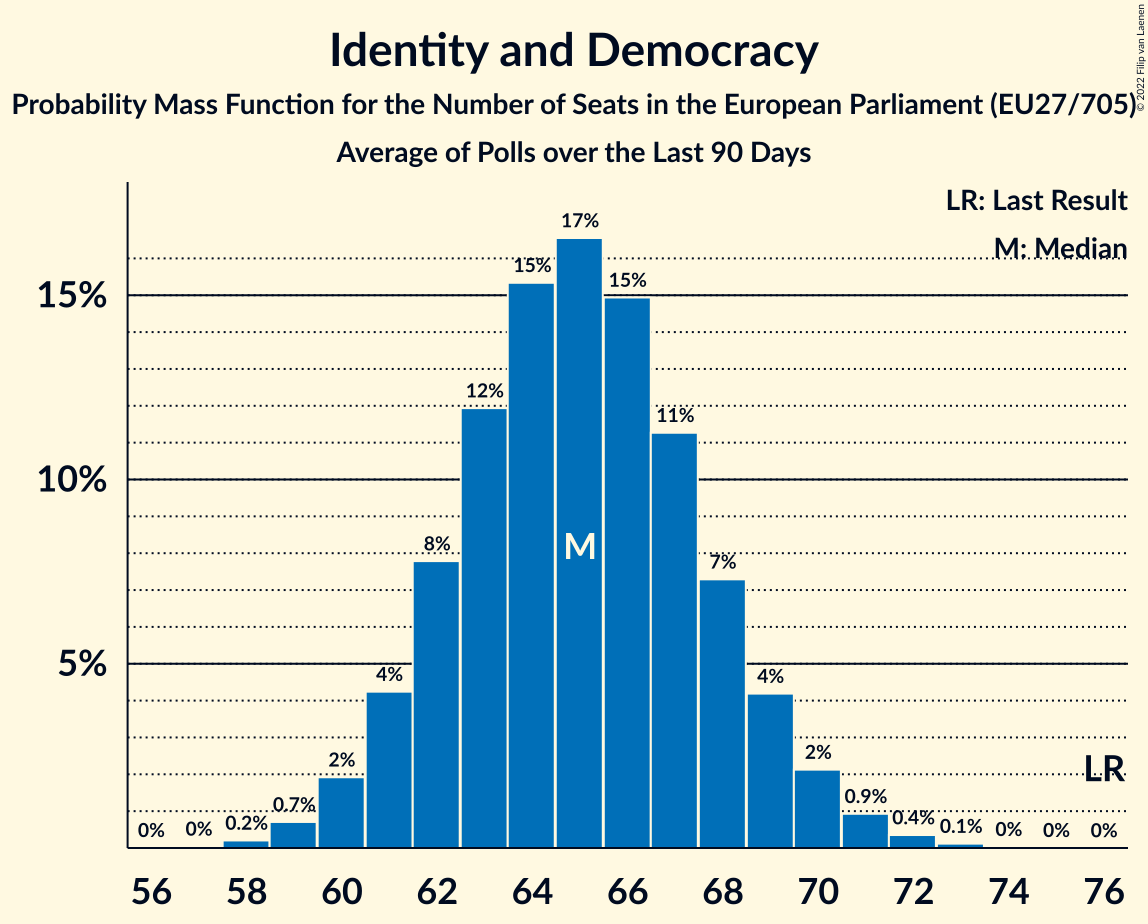 Identity and Democracy
Probability Mass Function for the Number of Seats in the European Parliament (EU27/705)
Average of Polls over the Last 90 Days
© 2022 Filip van Laenen
LR: Last Result
M: Median
15%
10%
5%
0%
0%
0.2%
0.7%
2%
4%
8%
12%
15%
17%
15%
11%
7%
4%
2%
0.9%
0.4%
0.1%
0%
0%
0%
M
LR
56 58 60 62 64 66 68 70 72 74 76